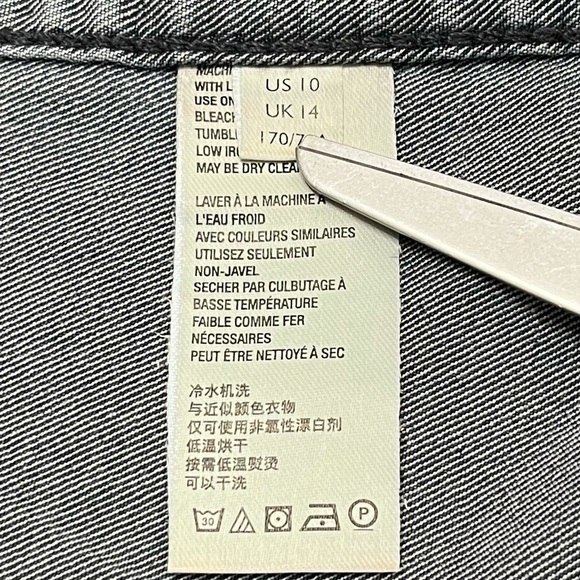 US 10
UK 14
WITH L
USE ON
BLEACH
TUMBL
LOW IR
MAY BE DRY CLEA
LAVER À LA MACHINE À
L'EAU FROID
AVEC COULEURS SIMILAIRES
UTILISEZ SEULEMENT
NON-JAVEL
SECHER PAR CULBUTAGE À
BASSE TEMPÉRATURE
FAIBLE COMME FER
NÉCESSAIRES
PEUT ÊTRE NETTOYÉ À SEC
冷水机洗
与近似颜色衣物
仅可使用非氯性漂白剂
低温烘干
按需低温熨烫
可以干洗
30 P